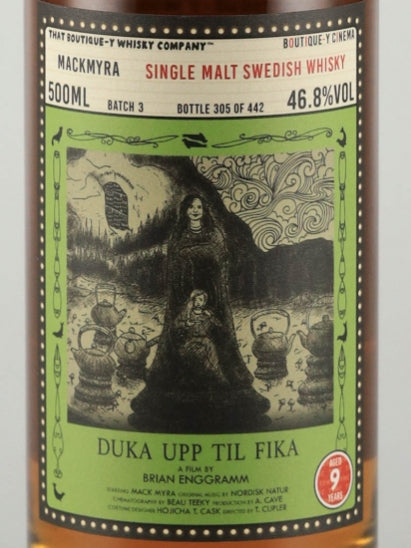 THAT BOUTIQUE-Y WHISKY COMPANY™ BOUTIQUE-Y CINEMA
MACKMYRA SINGLE MALT SWEDISH WHISKY
500ML BATCH 3 BOTTLE 305 OF 442 46.8%VOL
DUKA UPP TIL FIKA
A FILM BY
BRIAN ENGGRAMM
STARRING MACK MYRA ORIGINAL MUSIC BY NORDISK NATUR
CINEMATOGRAPHY BY BEAU TEEKY PRODUCTION BY A. CAVE
COSTUME DESIGNER HOJICHA T. CASK DIRECTED BY T. CUPLER
AGED
9
YEARS